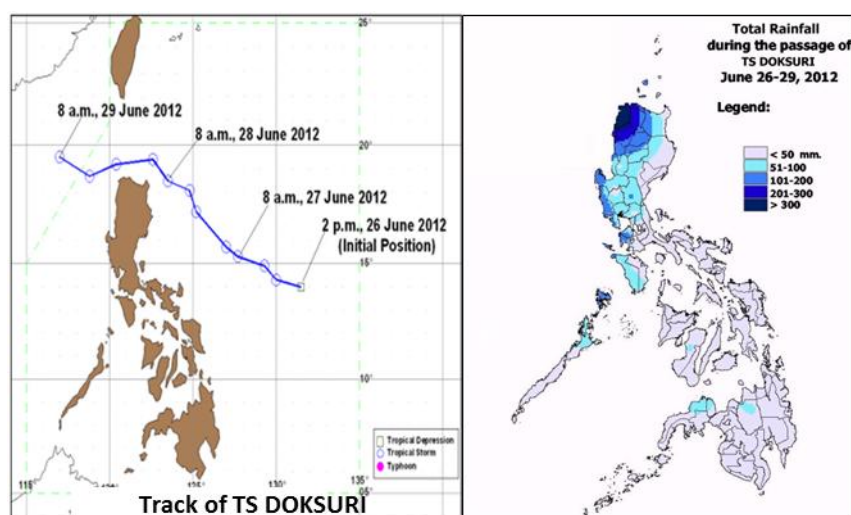 25°
8 a.m., 29 June 2012
8 a.m., 28 June 2012
20°
8 a.m., 27 June 2012
2 p.m., 26 June 2012
(Initial Position)
15°
10°
Tropical Depression
Tropical Storm
Typhoon
115
130°
135°
05°
Track of TS DOKSURI
Total Rainfall
during the passage of
TS DOKSURI
June 26-29, 2012
Legend:
< 50 mm.
51-100
101-200
201-300
> 300